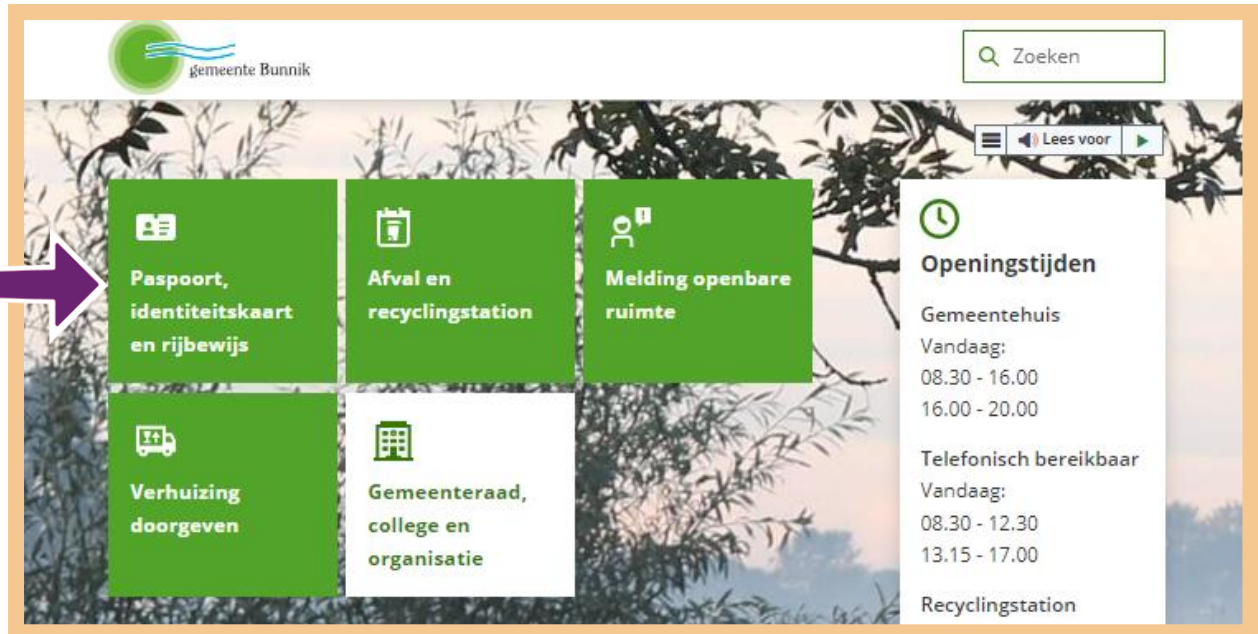 gemeente Bunnik
Zoeken
Lees voor
Paspoort,
identiteitskaart
en rijbewijs
Afval en
recyclingstation
Melding openbare
ruimte
Verhuizing
doorgeven
Gemeenteraad,
college en
organisatie
Openingstijden
Gemeentehuis
Vandaag:
08.30 - 16.00
16.00 - 20.00
Telefonisch bereikbaar
Vandaag:
08.30 - 12.30
13.15 - 17.00
Recyclingstation